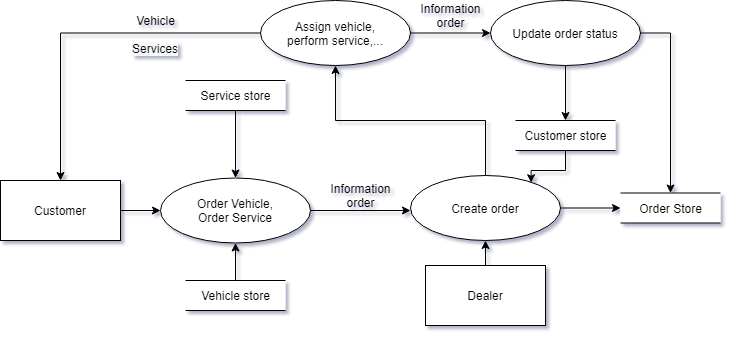 Vehicle
Services
Assign vehicle,
perform service,...
Information
order
Update order status
Service store
Customer store
Customer
Order Vehicle,
Order Service
Information
order
Create order
Order Store
Vehicle store
Dealer